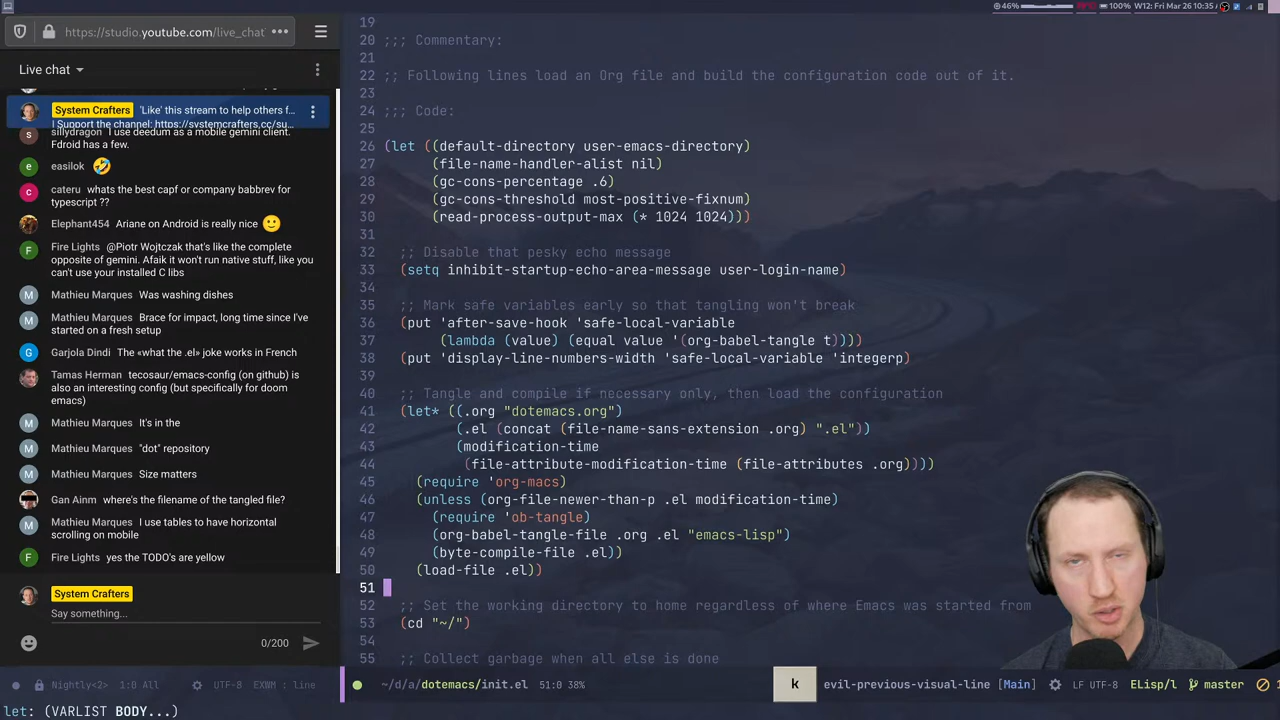 46%
100%
W12: Fri Mar 26 10:35
https://studio.youtube.com/live_chat
Live chat
System Crafters 'Like' this stream to help others f...
| Support the channel: https://systemcrafters.cc/su...
sillydragon I use deedum as a mobile gemini client.
Fdroid has a few.
easilok 🤣
cateru whats the best capf or company babbrev for
typescript ??
Elephant454 Ariane on Android is really nice 🙂
Fire Lights @Piotr Wojtczak that's like the complete
opposite of gemini. Afaik it won't run native stuff, like you
can't use your installed C libs
Mathieu Marques Was washing dishes
Mathieu Marques Brace for impact, long time since I've
started on a fresh setup
Garjola Dindi The «what the .el» joke works in French
Tamas Herman tecosaur/emacs-config (on github) is
also an interesting config (but specifically for doom
emacs)
Mathieu Marques It's in the
Mathieu Marques "dot" repository
Mathieu Marques Size matters
Gan Ainm where's the filename of the tangled file?
Mathieu Marques I use tables to have horizontal
scrolling on mobile
Fire Lights yes the TODO's are yellow
System Crafters
Say something...
0/200
Nightly<2> 1:0 All UTF-8 EXWM : line
19
20 ;;; Commentary:
21
22 ;; Following lines load an Org file and build the configuration code out of it.
23
24 ;;; Code:
25
26 (let ((default-directory user-emacs-directory)
27 (file-name-handler-alist nil)
28 (gc-cons-percentage .6)
29 (gc-cons-threshold most-positive-fixnum)
30 (read-process-output-max (* 1024 1024)))
31
32 ;; Disable that pesky echo message
33 (setq inhibit-startup-echo-area-message user-login-name)
34
35 ;; Mark safe variables early so that tangling won't break
36 (put 'after-save-hook 'safe-local-variable
37 (lambda (value) (equal value '(org-babel-tangle t))))
38 (put 'display-line-numbers-width 'safe-local-variable 'integerp)
39
40 ;; Tangle and compile if necessary only, then load the configuration
41 (let* ((.org "dotemacs.org")
42 (.el (concat (file-name-sans-extension .org) ".el"))
43 (modification-time
44 (file-attribute-modification-time (file-attributes .org))))
45 (require 'org-macs)
46 (unless (org-file-newer-than-p .el modification-time)
47 (require 'ob-tangle)
48 (org-babel-tangle-file .org .el "emacs-lisp")
49 (byte-compile-file .el))
50 (load-file .el))
51
52 ;; Set the working directory to home regardless of where Emacs was started from
53 (cd "~/")
54
55 ;; Collect garbage when all else is done
~/d/a/dotemacs/init.el 51:0 38% k evil-previous-visual-line [Main] LF UTF-8 ELisp/l master 1
let: (VARLIST BODY...)